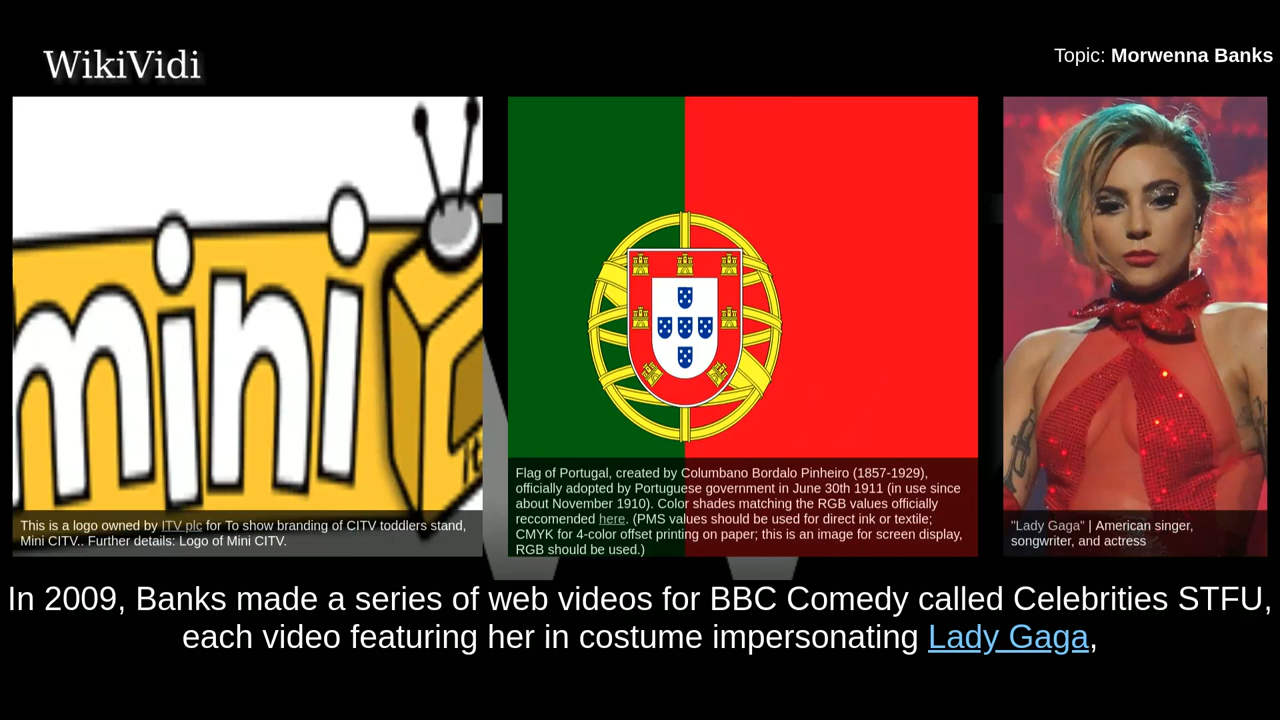 WikiVidi
Topic: Morwenna Banks
mini
itv
This is a logo owned by ITV plc for To show branding of CITV toddlers stand,
Mini CITV.. Further details: Logo of Mini CITV.
Flag of Portugal, created by Columbano Bordalo Pinheiro (1857-1929),
officially adopted by Portuguese government in June 30th 1911 (in use since
about November 1910). Color shades matching the RGB values officially
reccomended here. (PMS values should be used for direct ink or textile;
CMYK for 4-color offset printing on paper; this is an image for screen display,
RGB should be used.)
"Lady Gaga" | American singer,
songwriter, and actress
In 2009, Banks made a series of web videos for BBC Comedy called Celebrities STFU,
each video featuring her in costume impersonating Lady Gaga,